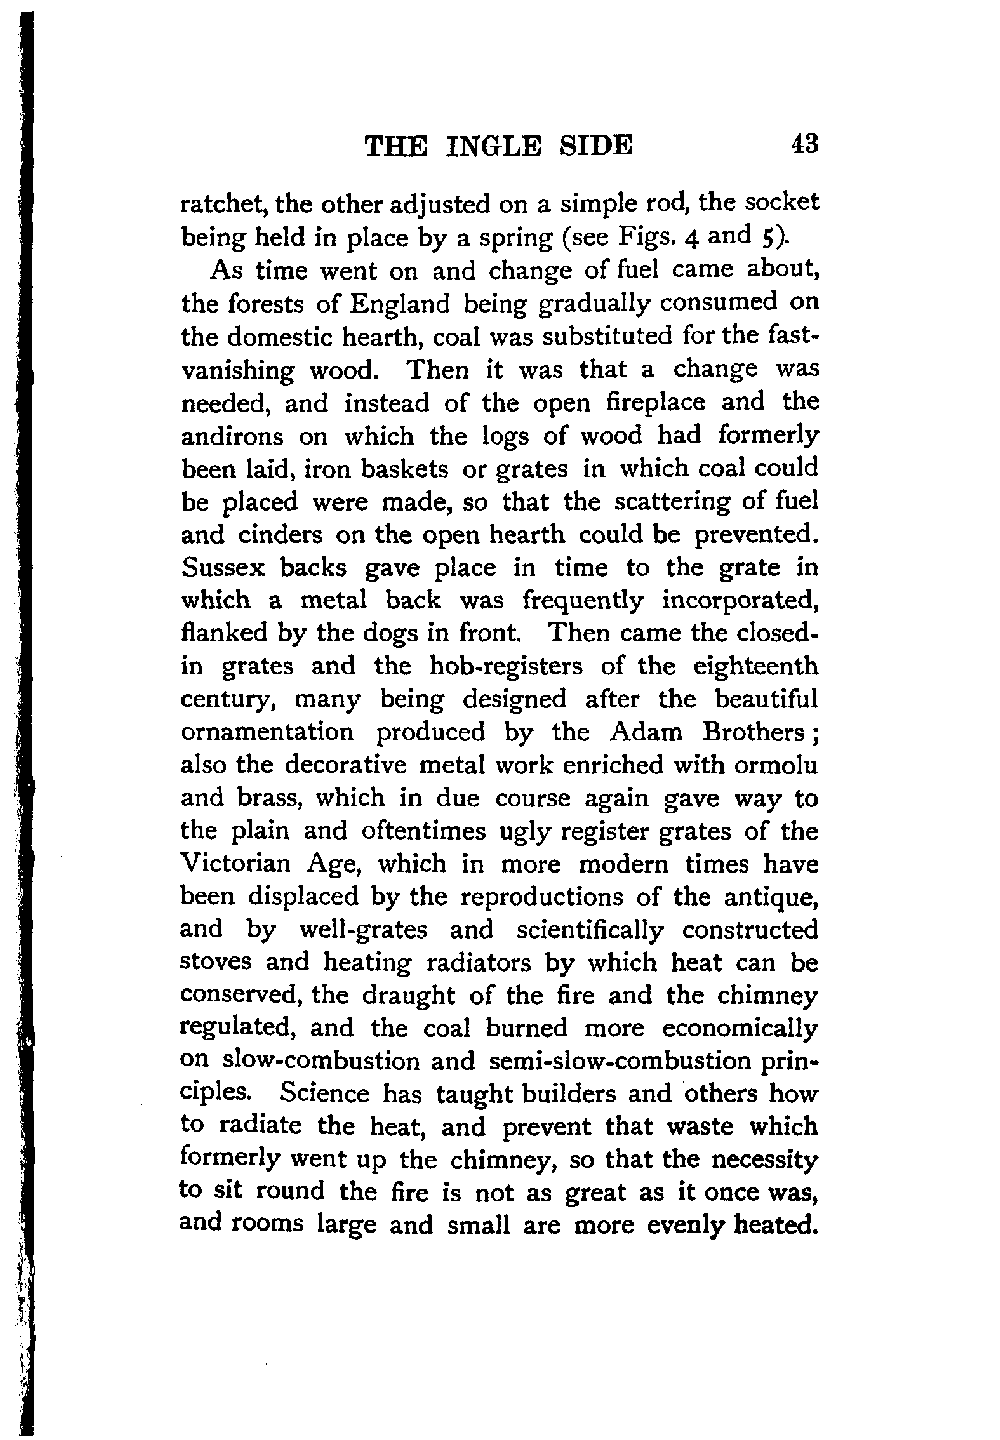 THE INGLE SIDE 43
ratchet, the other adjusted on a simple rod, the socket
being held in place by a spring (see Figs. 4 and 5).
As time went on and change of fuel came about,
the forests of England being gradually consumed on
the domestic hearth, coal was substituted for the fast-
vanishing wood. Then it was that a change was
needed, and instead of the open fireplace and the
andirons on which the logs of wood had formerly
been laid, iron baskets or grates in which coal could
be placed were made, so that the scattering of fuel
and cinders on the open hearth could be prevented.
Sussex backs gave place in time to the grate in
which a metal back was frequently incorporated,
flanked by the dogs in front. Then came the closed-
in grates and the hob-registers of the eighteenth
century, many being designed after the beautiful
ornamentation produced by the Adam Brothers;
also the decorative metal work enriched with ormolu
and brass, which in due course again gave way to
the plain and oftentimes ugly register grates of the
Victorian Age, which in more modern times have
been displaced by the reproductions of the antique,
and by well-grates and scientifically constructed
stoves and heating radiators by which heat can be
conserved, the draught of the fire and the chimney
regulated, and the coal burned more economically
on slow-combustion and semi-slow-combustion prin-
ciples. Science has taught builders and others how
to radiate the heat, and prevent that waste which
formerly went up the chimney, so that the necessity
to sit round the fire is not as great as it once was,
and rooms large and small are more evenly heated.